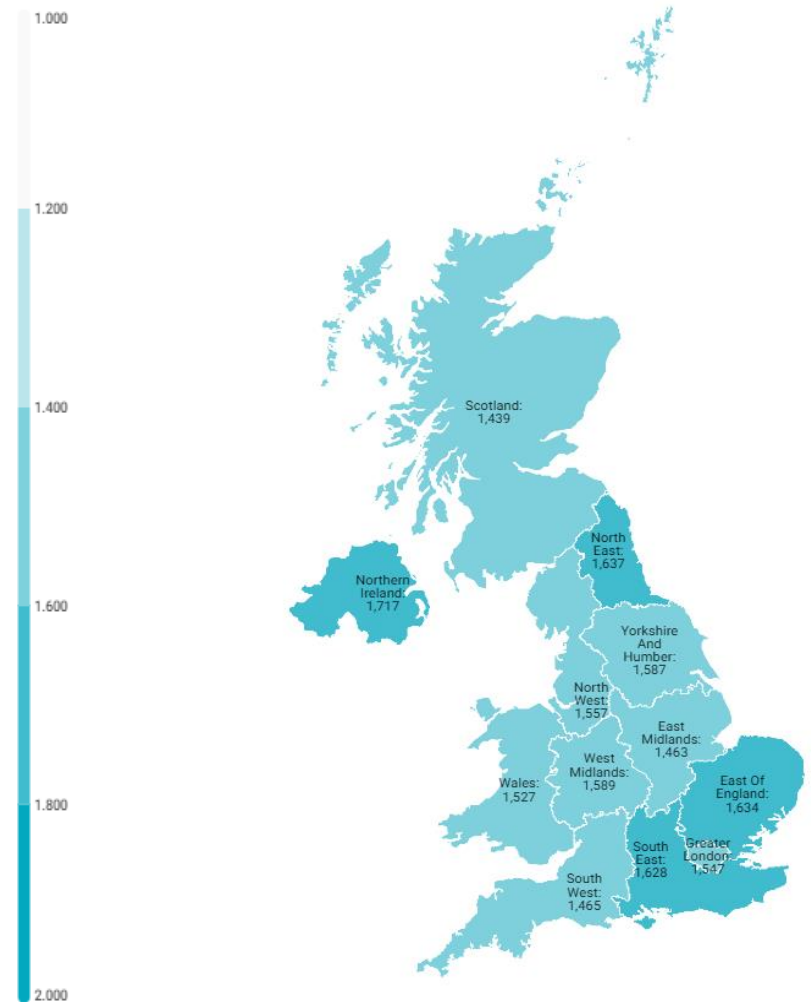 1.000
1.200
1.400
1.600
1.800
2.000
Scotland:
1,439
North
East:
1,637
Northern
Ireland:
1,717
Yorkshire
And
Humber:
1,587
North
West:
1,557
East
Midlands:
1,463
West
Midlands:
1,589
Wales:
1,527
East Of
England:
1,634
South
East:
1,628
Greater
London:
1,547
South
West:
1,465